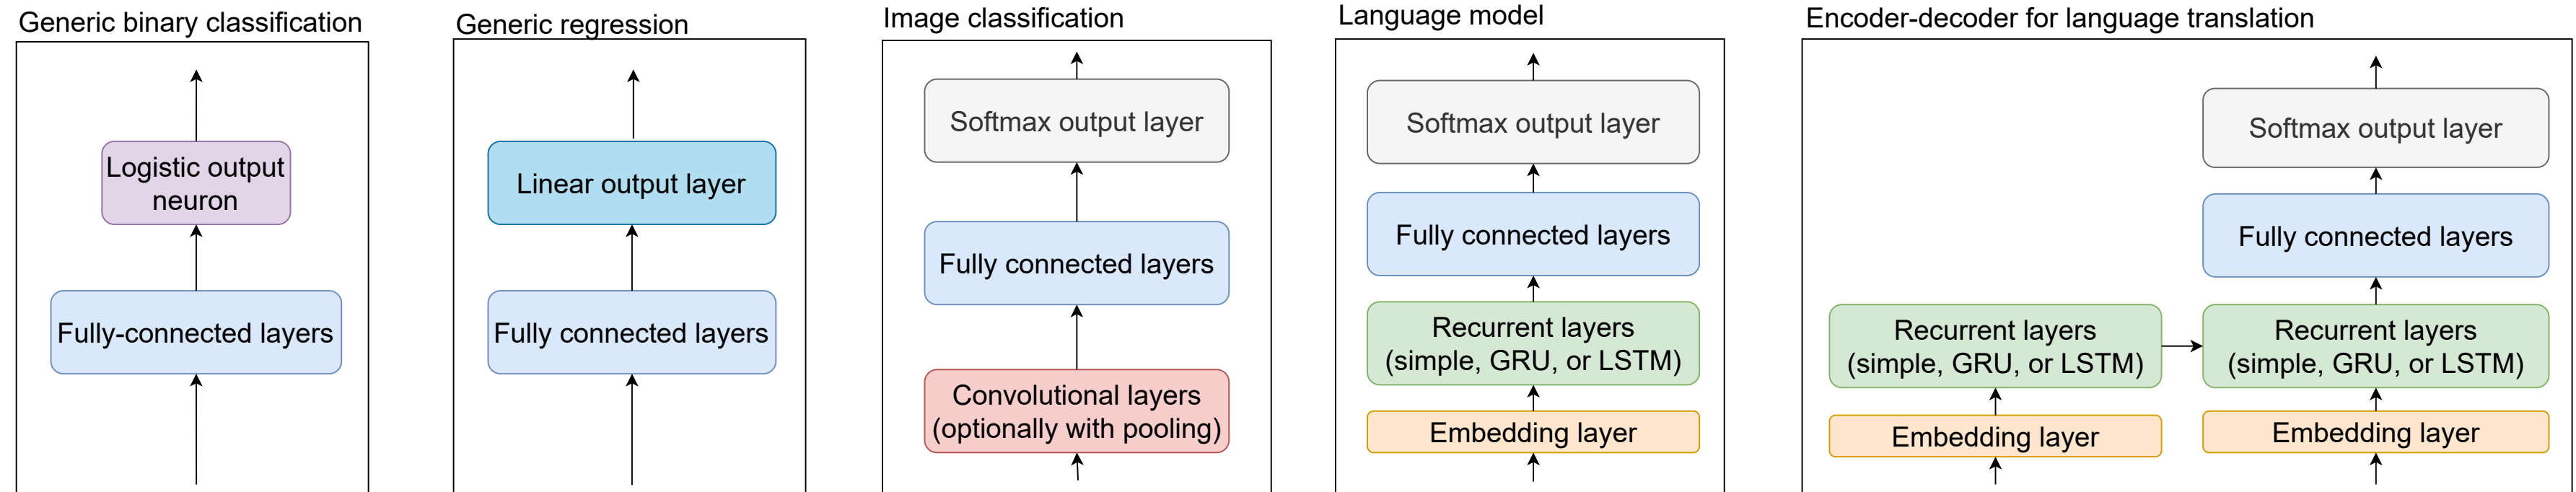 Generic binary classification
Logistic output
neuron
Fully-connected layers
Generic regression
Linear output layer
Fully connected layers
Image classification
Softmax output layer
Fully connected layers
Convolutional layers
(optionally with pooling)
Language model
Softmax output layer
Fully connected layers
Recurrent layers
(simple, GRU, or LSTM)
Embedding layer
Encoder-decoder for language translation
Recurrent layers
(simple, GRU, or LSTM)
Embedding layer
Softmax output layer
Fully connected layers
Recurrent layers
(simple, GRU, or LSTM)
Embedding layer